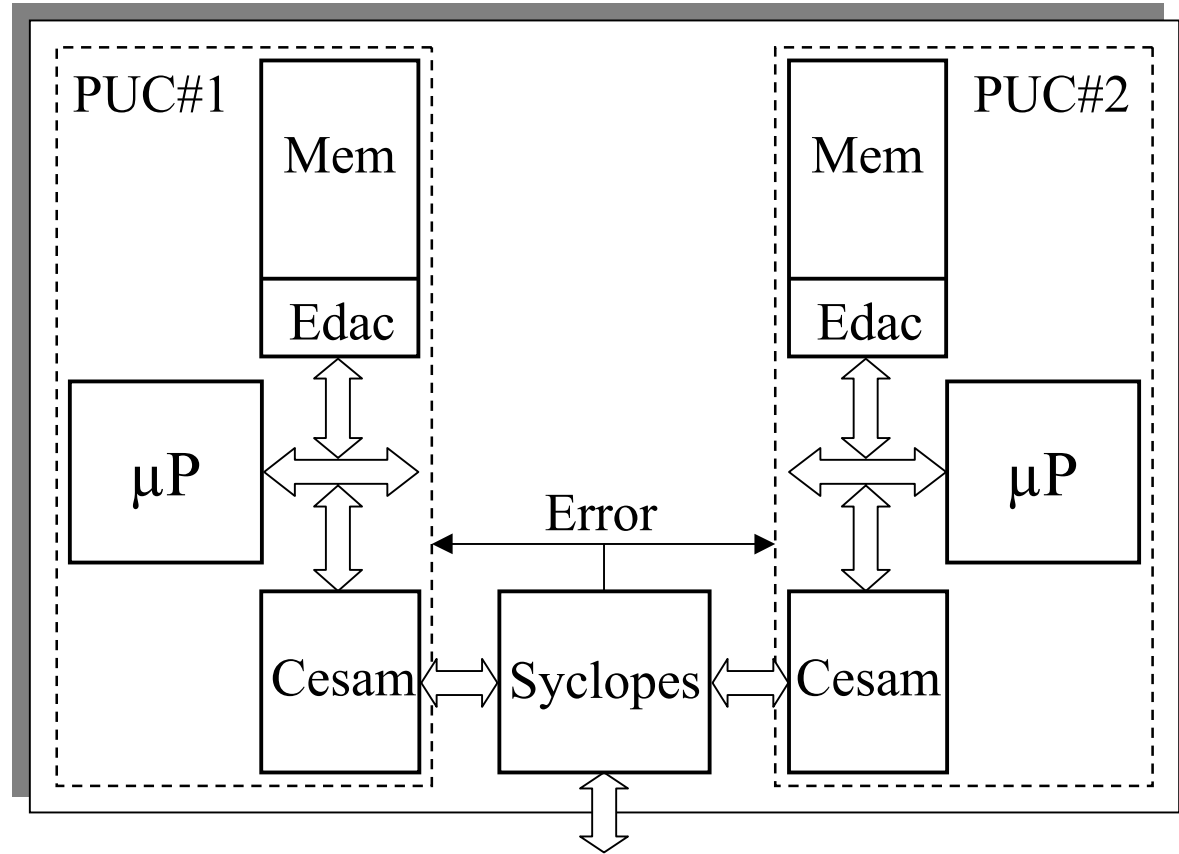 PUC#1
Mem
Edac
µP
Cesam
Error
Syclopes
PUC#2
Mem
Edac
µP
Cesam